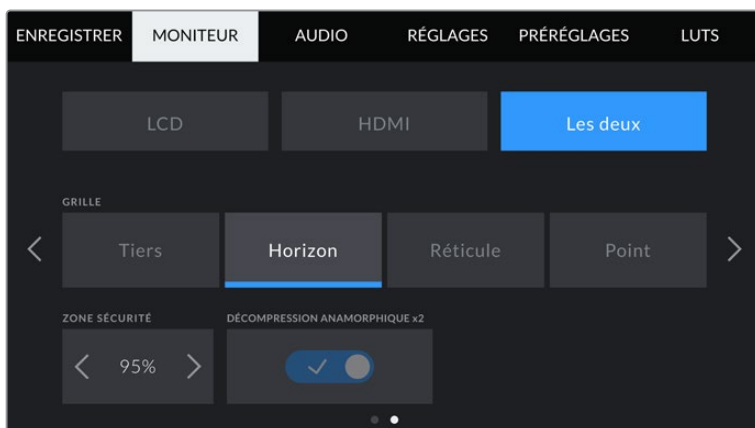 ENREGISTRER MONITEUR AUDIO RÉGLAGES PRÉRÉGLAGES LUTS
LCD HDMI Les deux
GRILLE
Tiers Horizon Réticule Point
ZONE SÉCURITÉ DÉCOMPRESSION ANAMORPHIQUE x2
95%